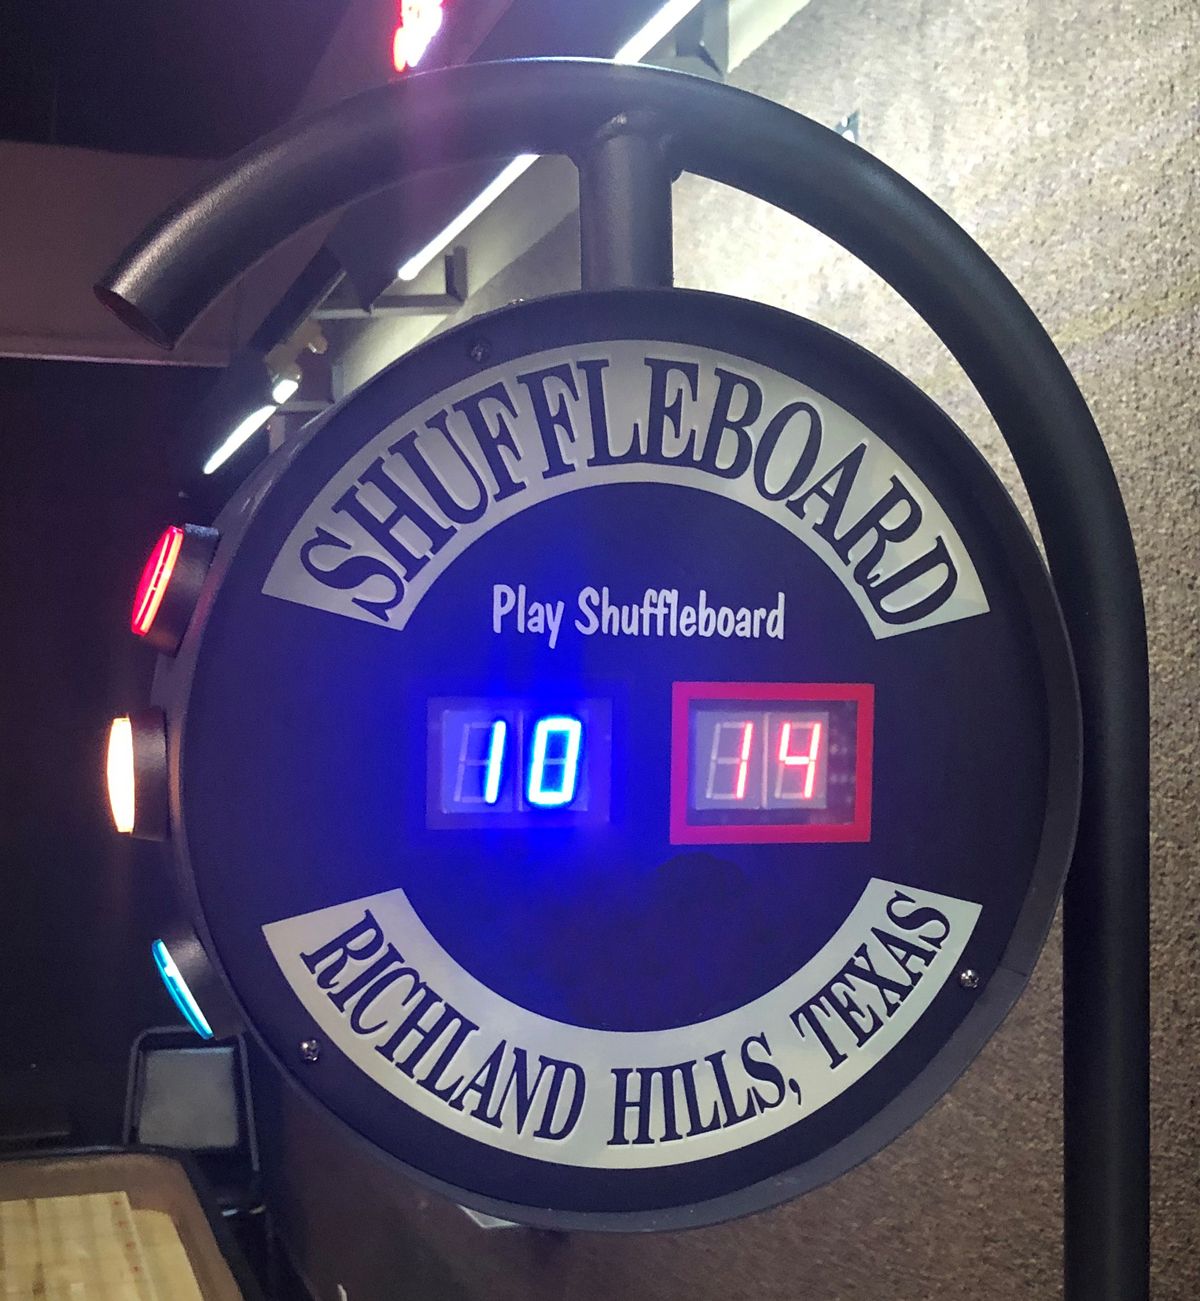 SHUFFLEBOARD
Play Shuffleboard
10 14
RICHLAND HILLS, TEXAS